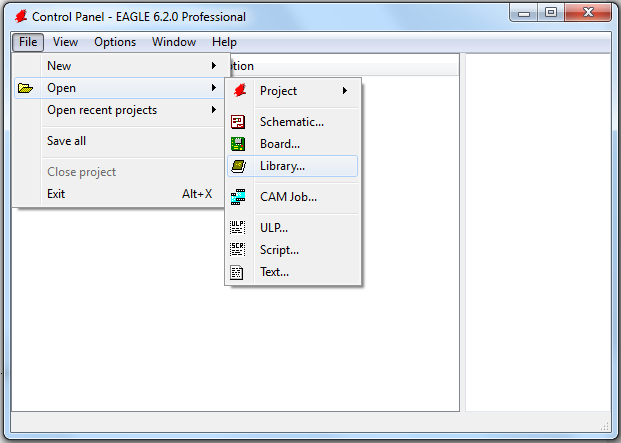 Control Panel - EAGLE 6.2.0 Professional
File View Options Window Help
New
Open
Open recent projects
Save all
Close project
Exit Alt+X
Project
Schematic...
Board...
Library...
CAM Job...
ULP...
Script...
Text...